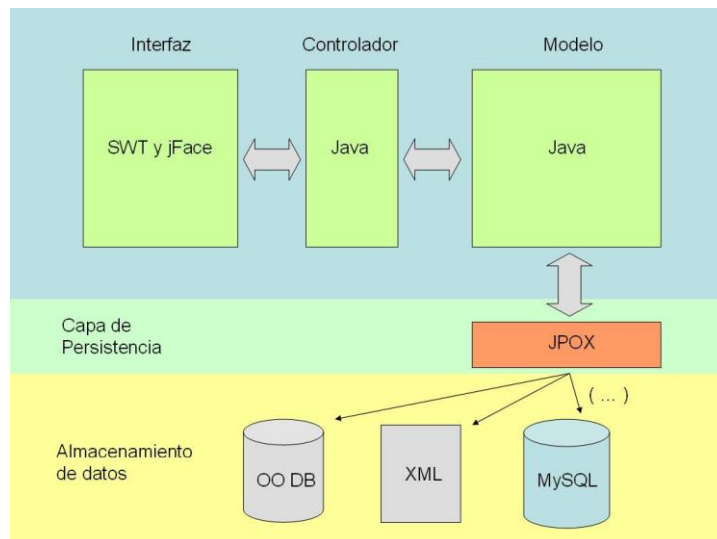 Interfaz
Controlador
Modelo
SWT y jFace
Java
Java
Capa de
Persistencia
JPOX
( ... )
Almacenamiento
de datos
OO DB
XML
MySQL